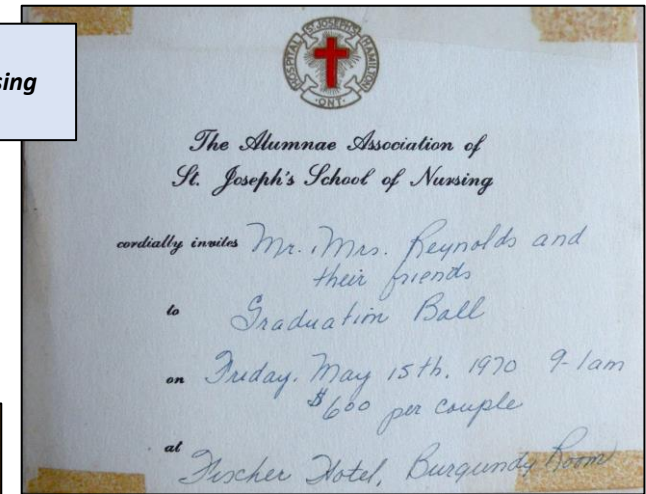 sing
HOSPITAL ST. JOSEPH'S HAMILTON
ONT.
The Alumnae Association of
St. Joseph's School of Nursing
cordially invites Mr. Mrs. Reynolds and
their friends
to Graduation Ball
on Friday. May 15th. 1970 9-1am
$6.00 per couple
at Fischer Hotel, Burgundy Room